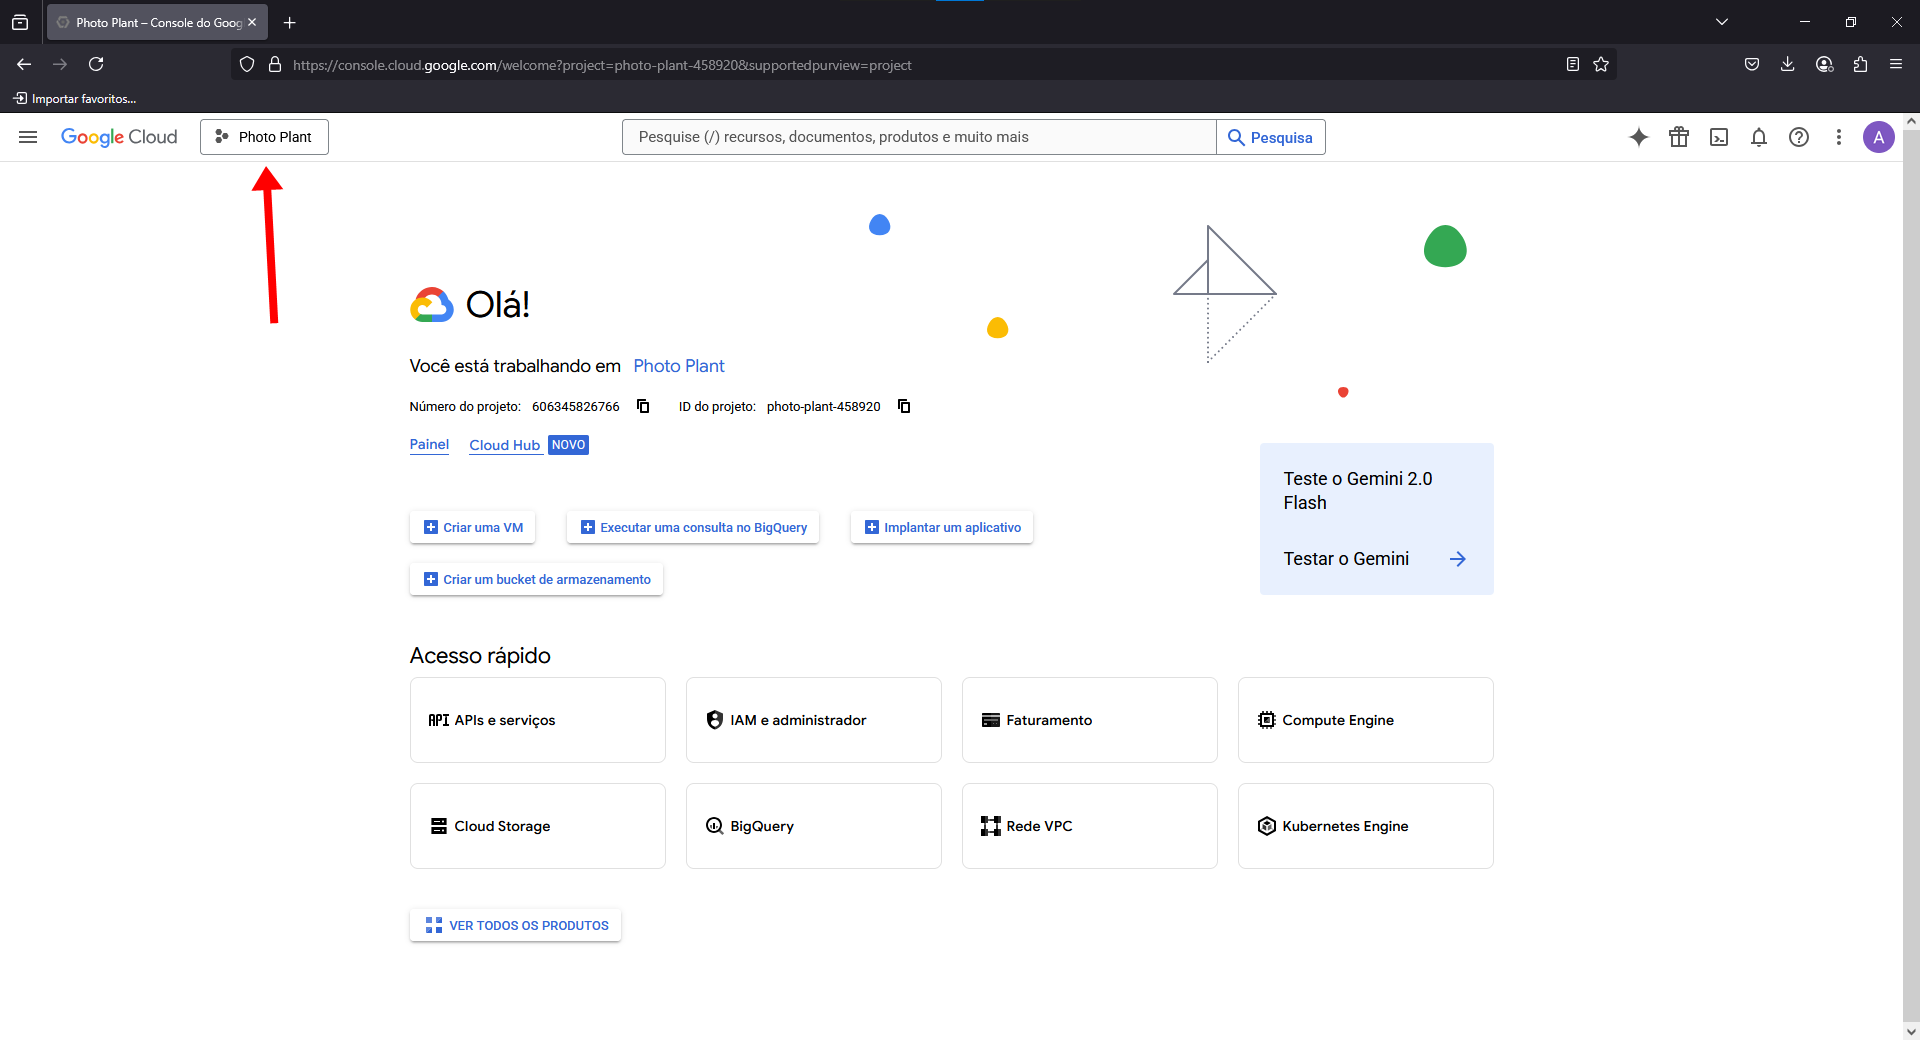 Photo Plant – Console do Goog
https://console.cloud.google.com/welcome?project=photo-plant-458920&supportedpurview=project
Importar favoritos...
Google Cloud
Photo Plant
Pesquise (/) recursos, documentos, produtos e muito mais
Pesquisa
A
Olá!
Você está trabalhando em Photo Plant
Número do projeto: 606345826766 ID do projeto: photo-plant-458920
Painel Cloud Hub NOVO
Teste o Gemini 2.0
Flash
Testar o Gemini
Criar uma VM
Executar uma consulta no BigQuery
Implantar um aplicativo
Criar um bucket de armazenamento
Acesso rápido
API APIs e serviços
IAM e administrador
Faturamento
Compute Engine
Cloud Storage
BigQuery
Rede VPC
Kubernetes Engine
VER TODOS OS PRODUTOS